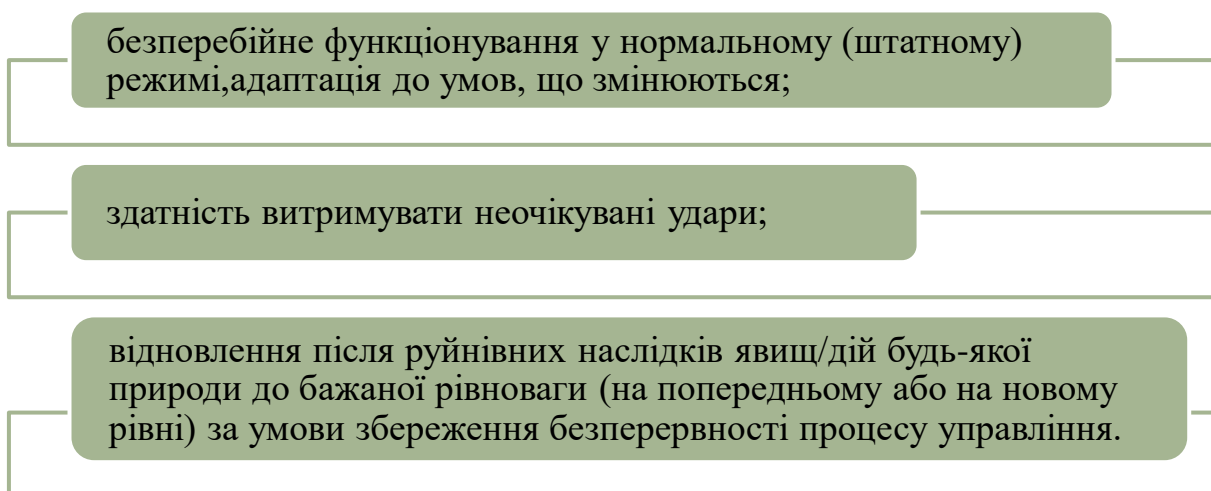 безперебійне функціонування у нормальному (штатному)
режимі,адаптація до умов, що змінюються;
здатність витримувати неочікувані удари;
відновлення після руйнівних наслідків явищ/дій будь-якої
природи до бажаної рівноваги (на попередньому або на новому
рівні) за умови збереження безперервності процесу управління.